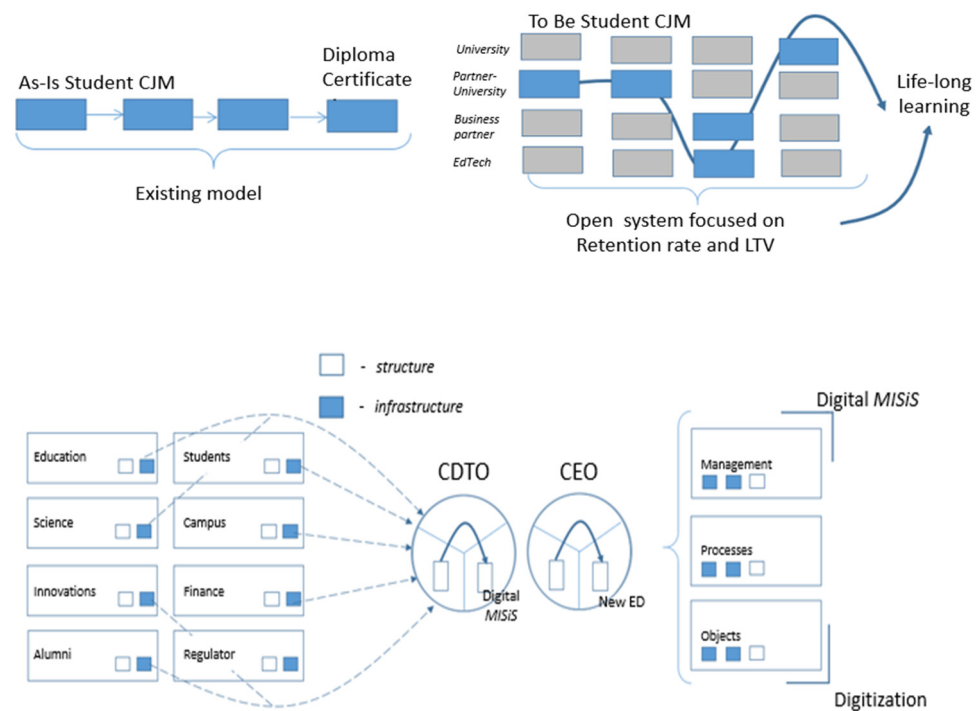 To Be Student CJM
As-Is Student CJM
Diploma
Certificate
University
Partner-
University
Business
partner
EdTech
Life-long
learning
Existing model
Open system focused on
Retention rate and LTV
- structure
- infrastructure
Education
Students
Science
Campus
Innovations
Finance
Alumni
Regulator
CDTO
CEO
Digital
MISiS
New ED
Digital MISiS
Management
Processes
Objects
Digitization